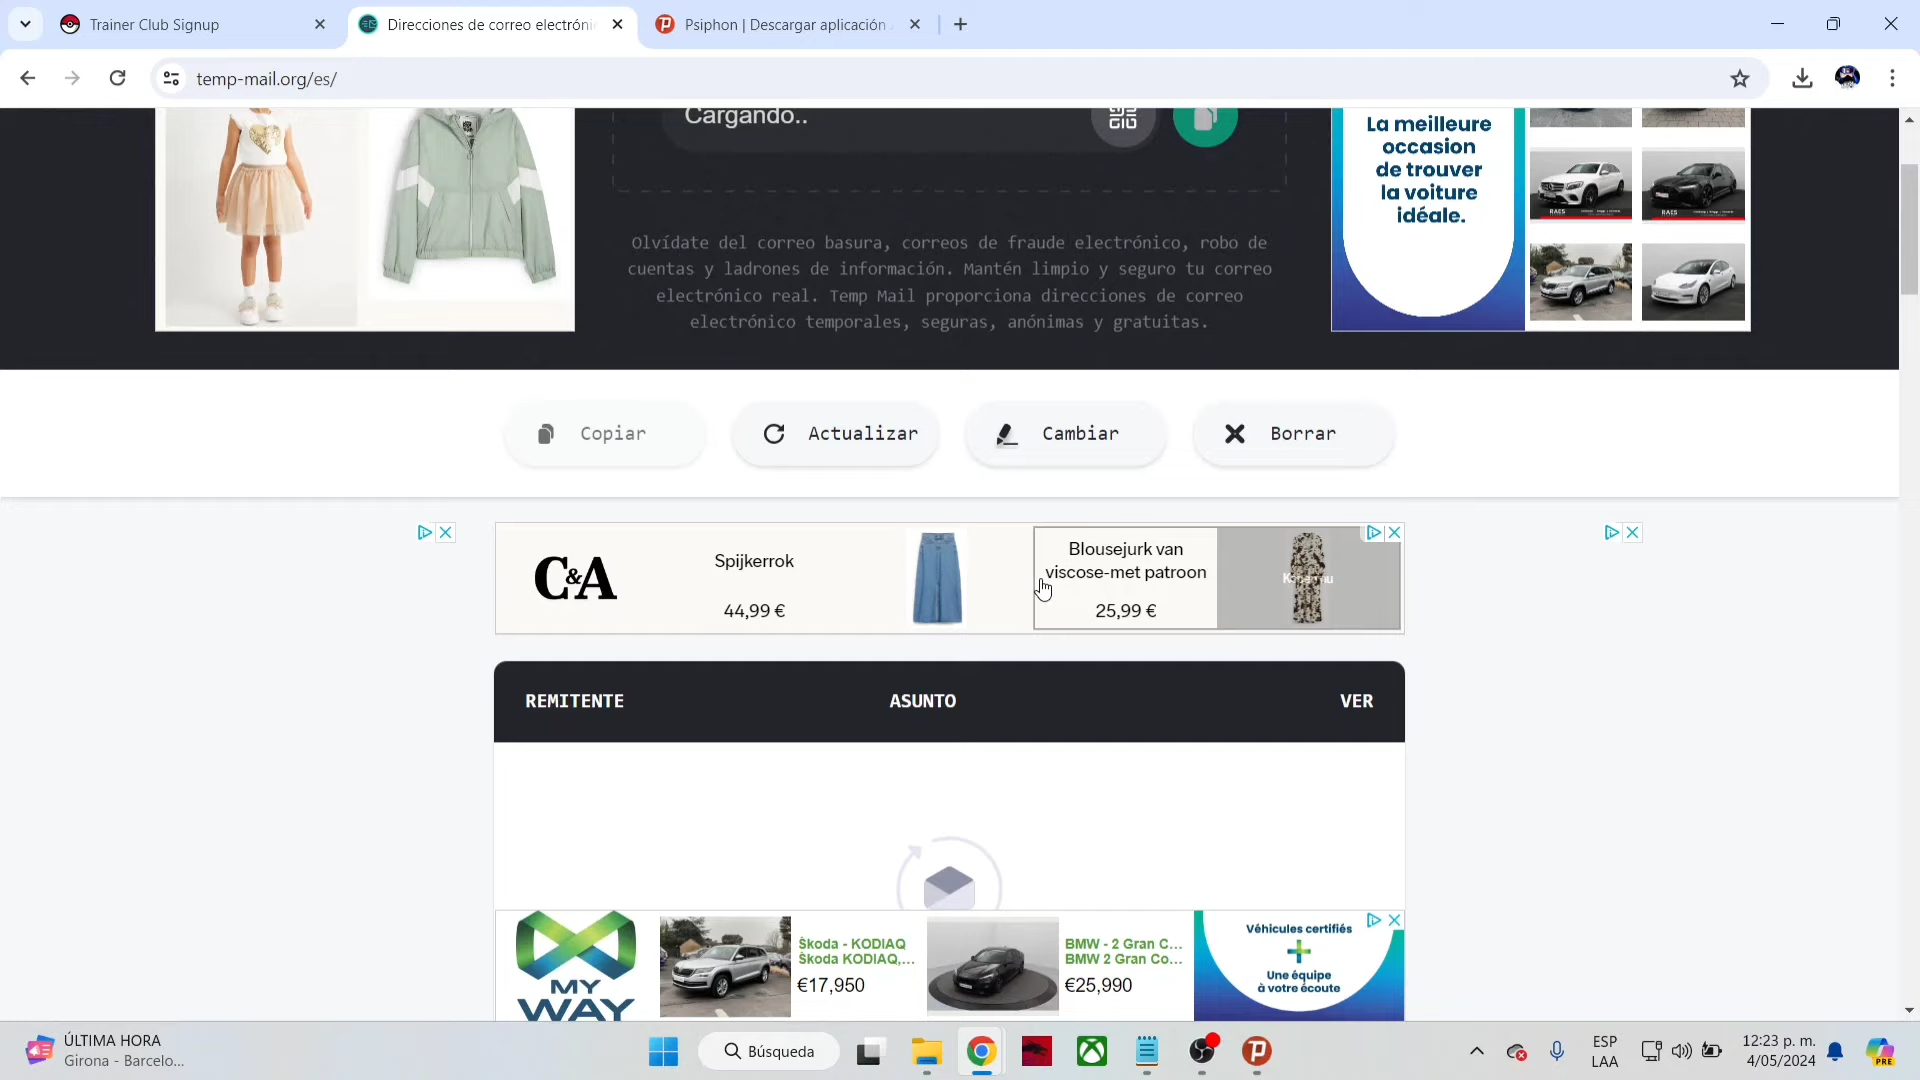 Trainer Club Signup
Direcciones de correo electróni
Psiphon | Descargar aplicación
temp-mail.org/es/
Cargando..
La meilleure
occasion
de trouver
la voiture
idéale.
RAES
RAES
Olvídate del correo basura, correos de fraude electrónico, robo de
cuentas y ladrones de información. Mantén limpio y seguro tu correo
electrónico real. Temp Mail proporciona direcciones de correo
electrónico temporales, seguras, anónimas y gratuitas.
Copiar
Actualizar
Cambiar
Borrar
C&A
Spijkerrok
44,99 €
Blousejurk van
viscose-met patroon
25,99 €
REMITENTE
ASUNTO
VER
MY
WAY
Škoda - KODIAQ
Škoda KODIAQ,...
€17,950
BMW - 2 Gran C...
BMW 2 Gran Co...
€25,990
Véhicules certifiés
+
Une équipe
à votre écoute
ÚLTIMA HORA
Girona - Barcelo...
Búsqueda
ESP
LAA
12:23 p. m.
4/05/2024
PRE